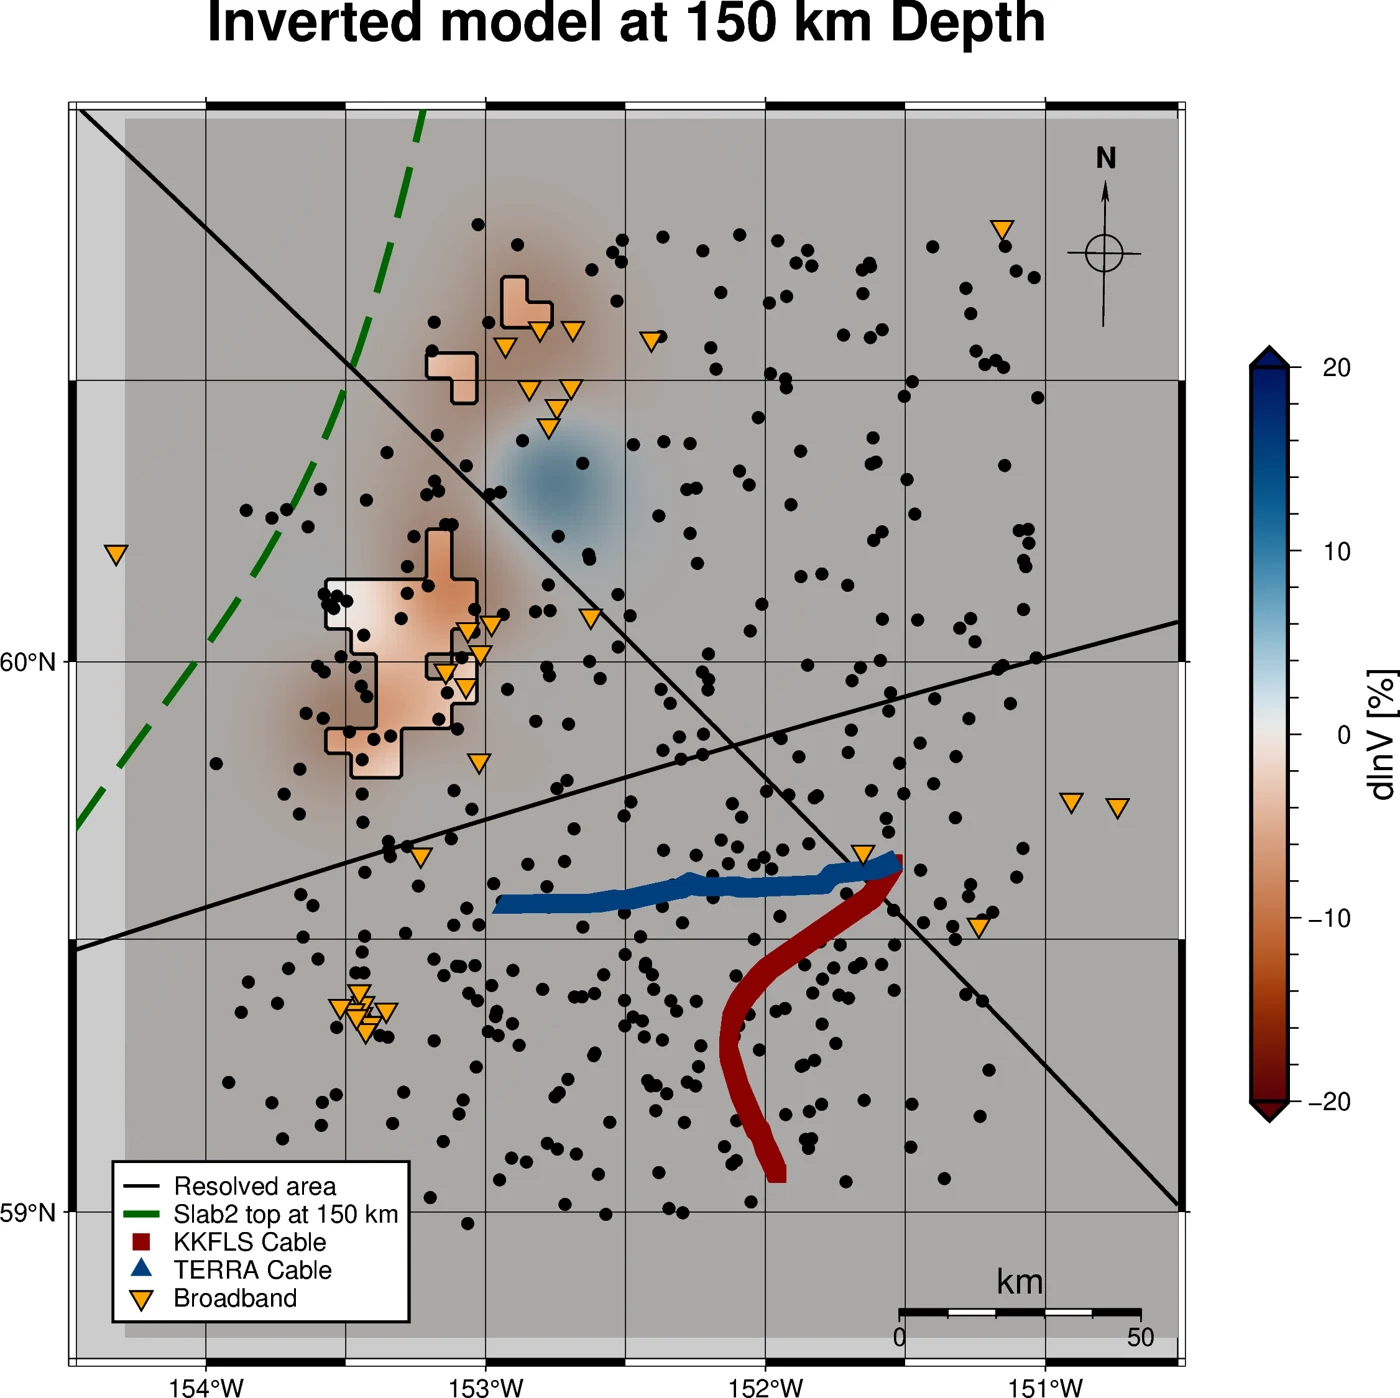 Inverted model at 150 km Depth
N
20
10
0
−10
−20
dlnV [%]
60°N
59°N
Resolved area
Slab2 top at 150 km
KKFLS Cable
TERRA Cable
Broadband
km
0 50
154°W 153°W 152°W 151°W